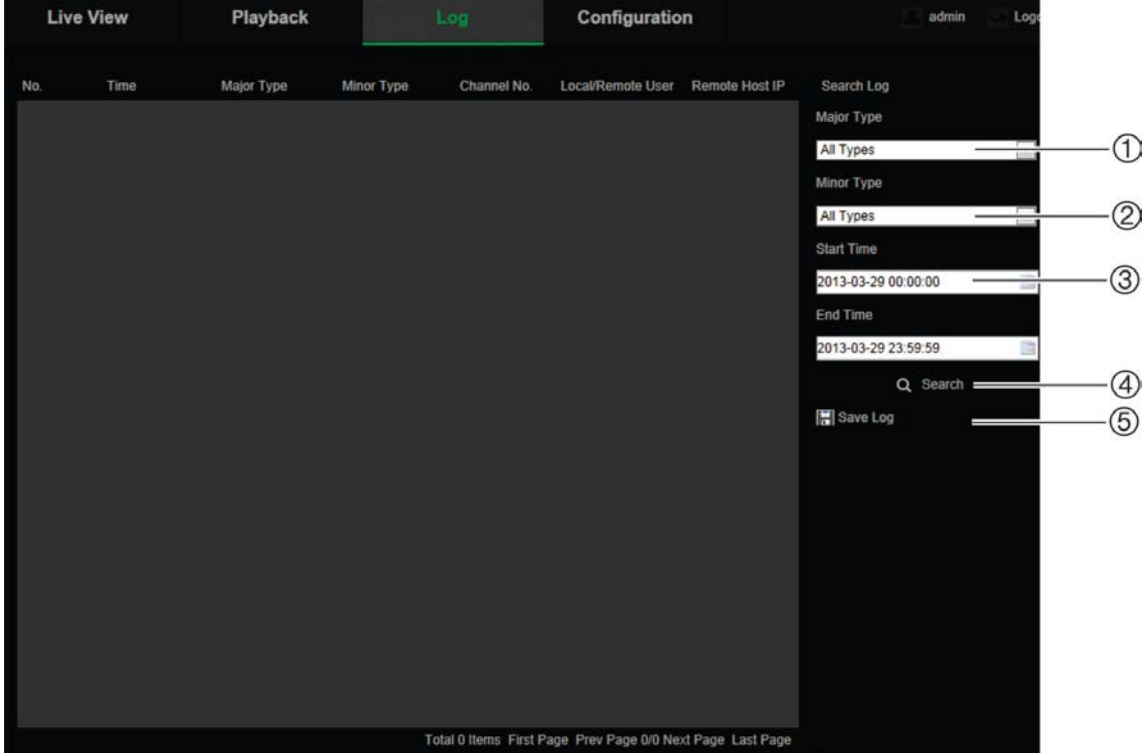 Live View Playback Log Configuration admin Logo
No. Time Major Type Minor Type Channel No. Local/Remote User Remote Host IP Search Log
Major Type
All Types ①
Minor Type
All Types ②
Start Time
2013-03-29 00:00:00 ③
End Time
2013-03-29 23:59:59
Search ④
Save Log ⑤
Total 0 Items First Page Prev Page 0/0 Next Page Last Page